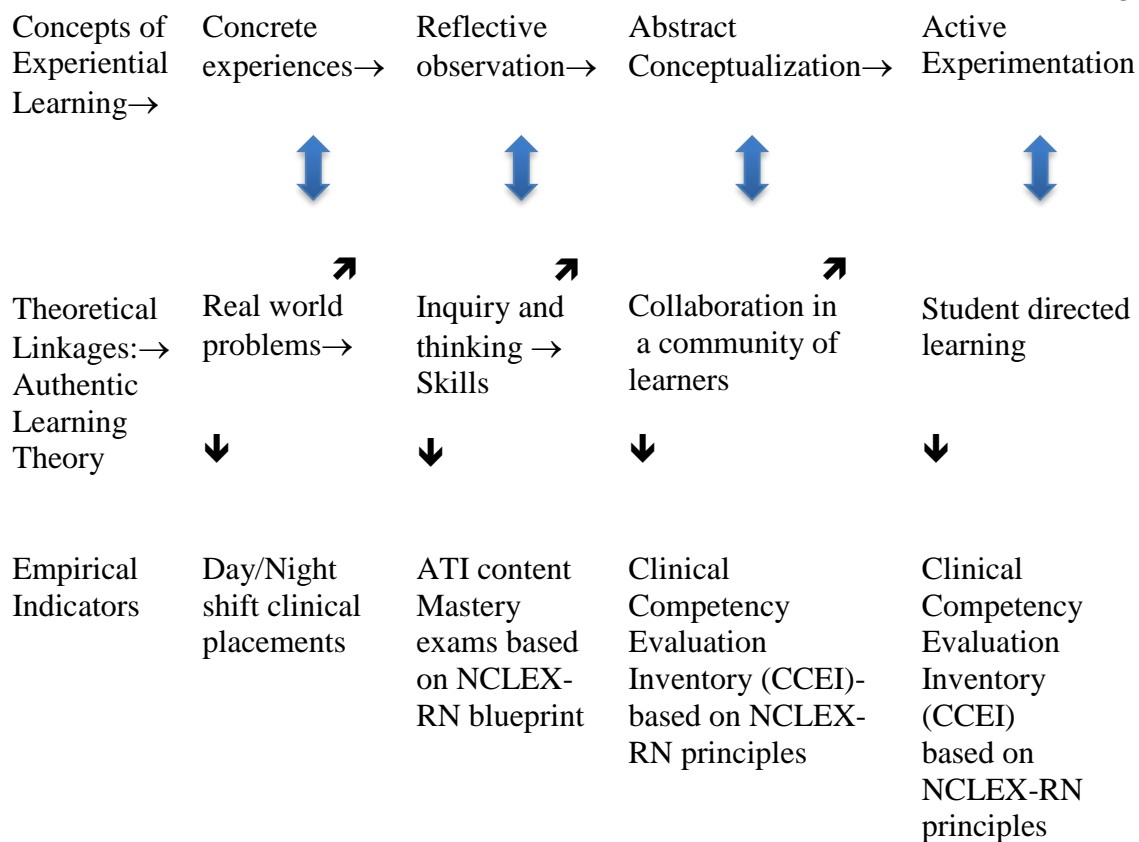 Concepts of
Experiential
Learning→
Concrete
experiences→
Reflective
observation→
Abstract
Conceptualization→
Active
Experimentation
Theoretical
Linkages:→
Authentic
Learning
Theory
Real world
problems→
Inquiry and
thinking →
Skills
Collaboration in
a community of
learners
Student directed
learning
Empirical
Indicators
Day/Night
shift clinical
placements
ATI content
Mastery
exams based
on NCLEX-
RN blueprint
Clinical
Competency
Evaluation
Inventory (CCEI)-
based on NCLEX-
RN principles
Clinical
Competency
Evaluation
Inventory
(CCEI)
based on
NCLEX-RN
principles